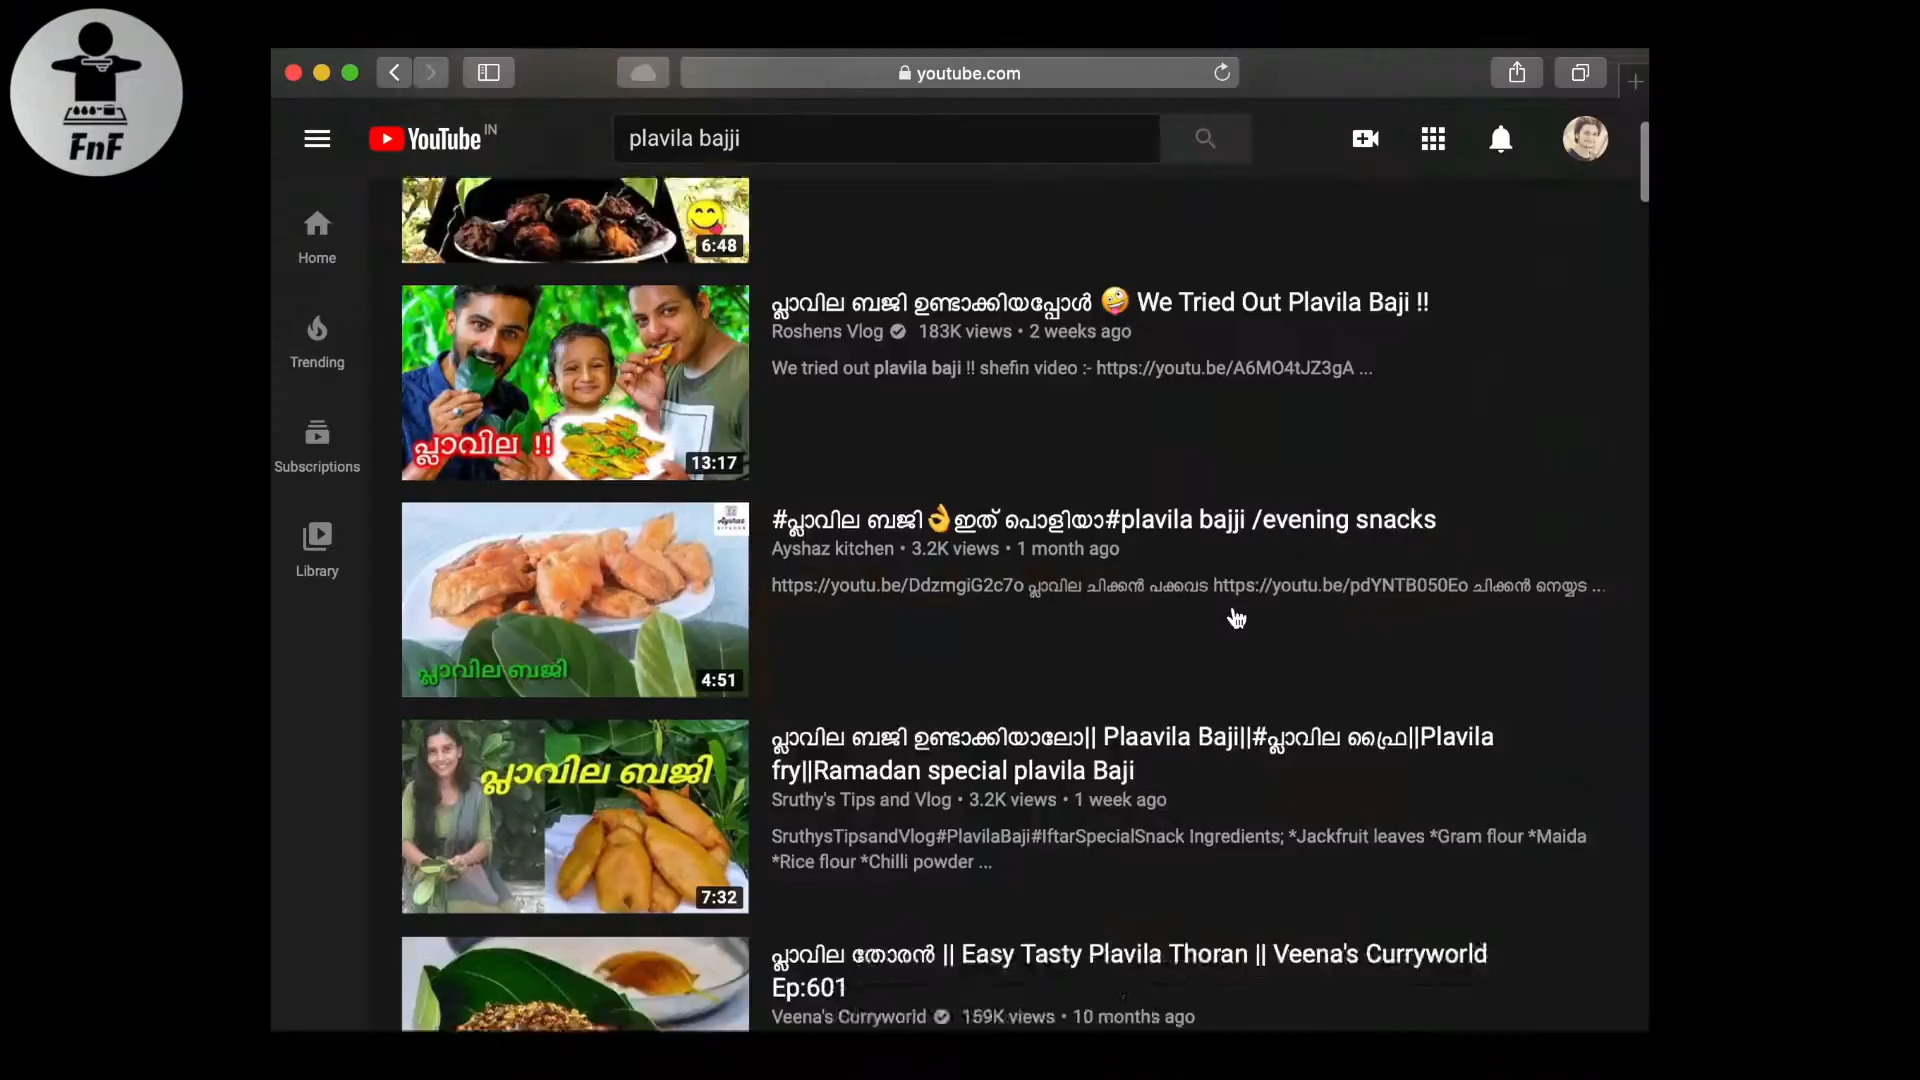 FnF
youtube.com
YouTube IN
plavila bajji
Home
Trending
Subscriptions
Library
6:48
പ്ലാവില !!
13:17
പ്ലാവില ബജി ഉണ്ടാക്കിയപ്പോൾ 🤪 We Tried Out Plavila Baji !!
Roshens Vlog 183K views • 2 weeks ago
We tried out plavila baji !! shefin video :- https://youtu.be/A6MO4tJZ3gA ...
Ayshaz
KITCHEN
പ്ലാവില ബജി
4:51
#പ്ലാവില ബജി👌ഇത് പൊളിയാ#plavila bajji /evening snacks
Ayshaz kitchen • 3.2K views • 1 month ago
https://youtu.be/DdzmgiG2c7o പ്ലാവില ചിക്കൻ പക്കവട https://youtu.be/pdYNTB050Eo ചിക്കൻ നെയ്യട ...
പ്ലാവില ബജി
7:32
പ്ലാവില ബജി ഉണ്ടാക്കിയാലോ|| Plaavila Baji||#പ്ലാവില ഫ്രൈ||Plavila
fry||Ramadan special plavila Baji
Sruthy's Tips and Vlog • 3.2K views • 1 week ago
SruthysTipsandVlog#PlavilaBaji#IftarSpecialSnack Ingredients; *Jackfruit leaves *Gram flour *Maida
*Rice flour *Chilli powder ...
പ്ലാവില തോരൻ || Easy Tasty Plavila Thoran || Veena's Curryworld
Ep:601
Veena's Curryworld 159K views • 10 months ago